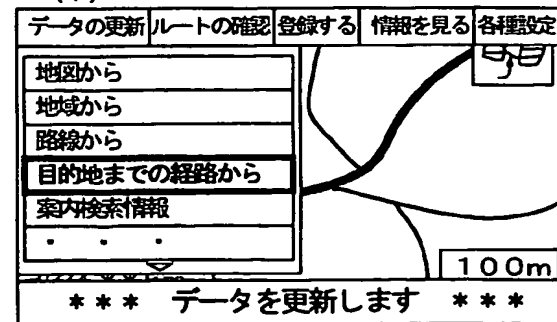 データの更新 ルートの確認 登録する 情報を見る 各種設定
地図から
地域から
路線から
目的地までの経路から
案内検索情報
・ ・ ・
100m
*** データを更新します ***